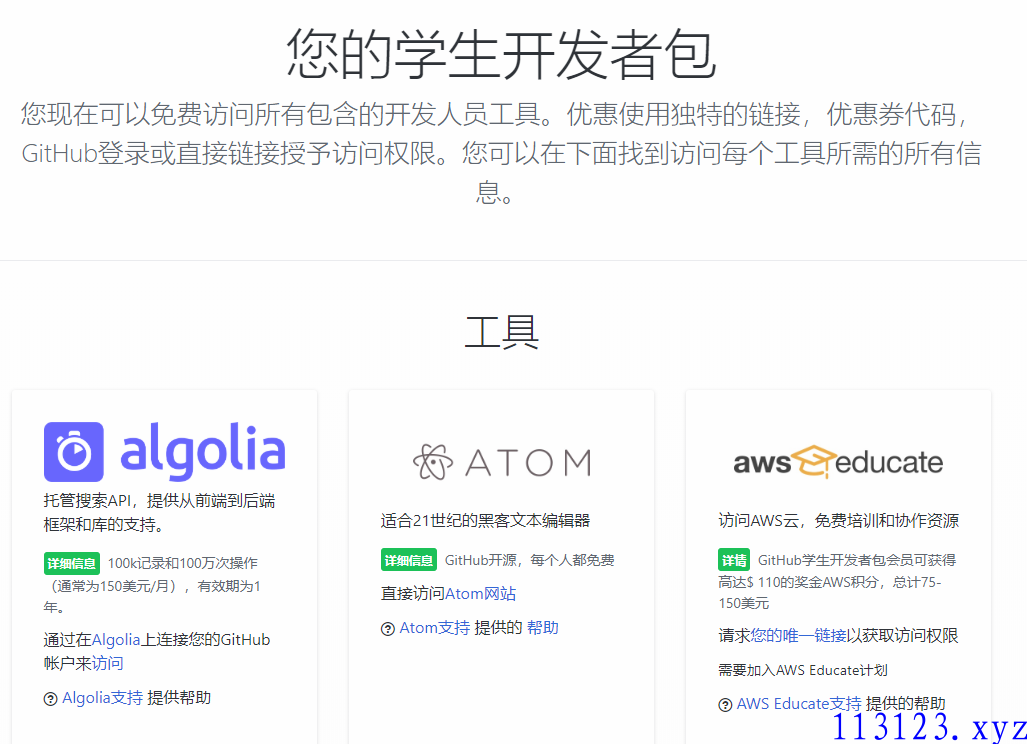 您的学生开发者包
您现在可以免费访问所有包含的开发人员工具。优惠使用独特的链接，优惠券代码，
GitHub登录或直接链接授予访问权限。您可以在下面找到访问每个工具所需的所有信
息。
工具
algolia
托管搜索API，提供从前端到后端
框架和库的支持。
详细信息 100k记录和100万次操作
（通常为150美元/月），有效期为1
年。
通过在Algolia上连接您的GitHub
帐户来访问
Algolia支持 提供帮助
ATOM
适合21世纪的黑客文本编辑器
详细信息 GitHub开源，每个人都免费
直接访问Atom网站
Atom支持 提供的 帮助
aws educate
访问AWS云，免费培训和协作资源
详情 GitHub学生开发者包会员可获得
高达$ 110的奖金AWS积分，总计75-
150美元
请求您的唯一链接以获取访问权限
需要加入AWS Educate计划
AWS Educate支持 提供的帮助
113123.xyz